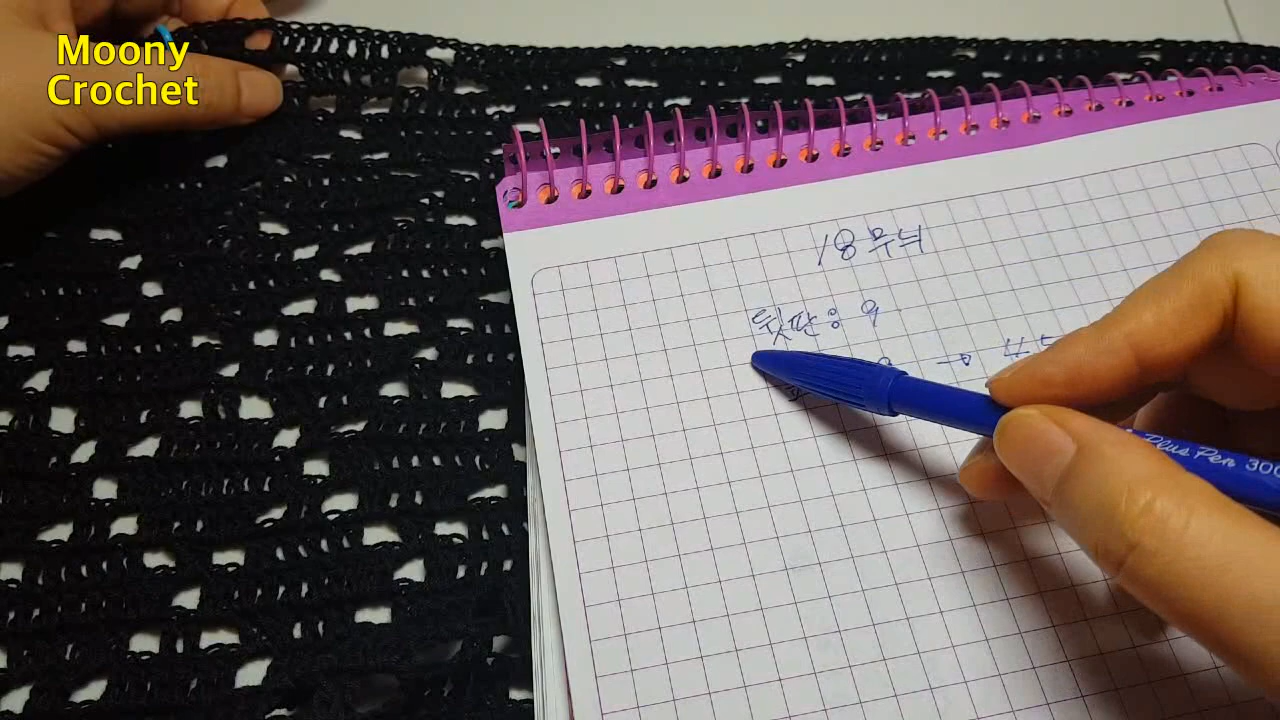 Moony
Crochet
18무늬
뒷판: 9
Plus Pen 300